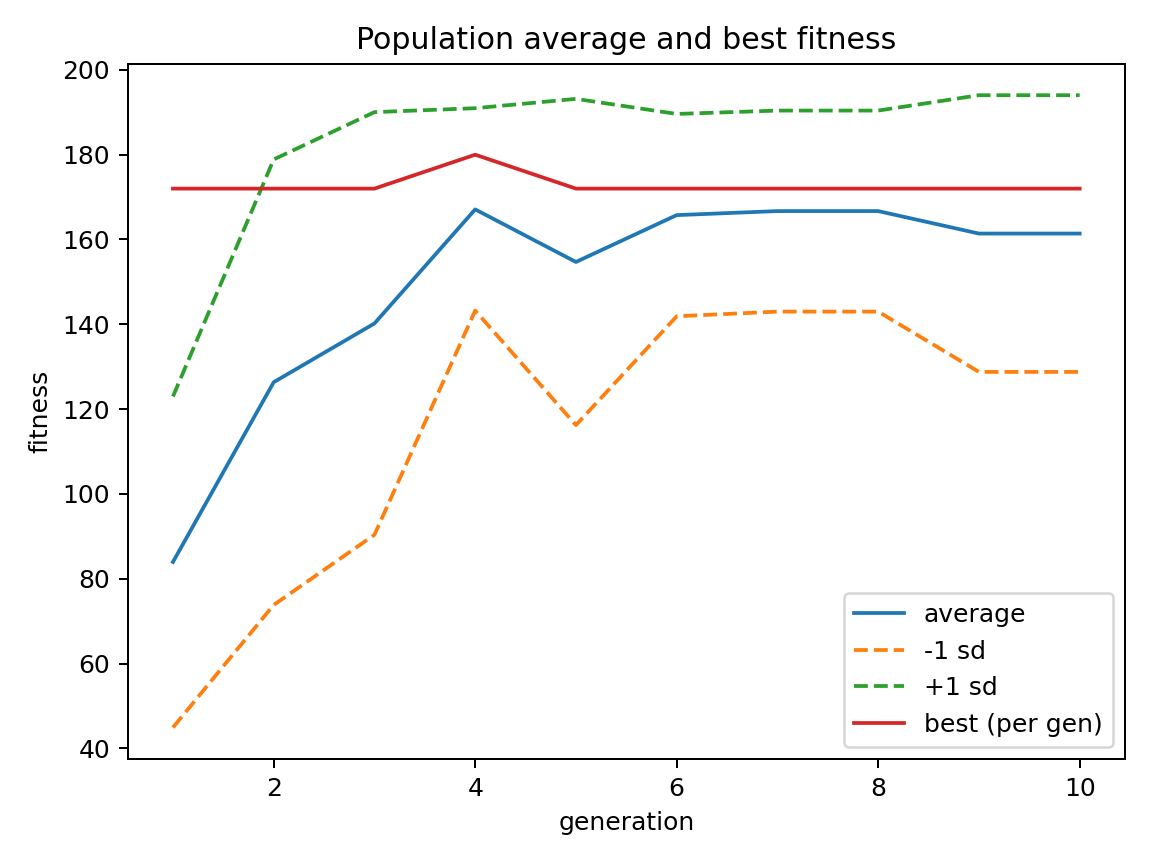 Population average and best fitness
200
180
160
140
120
100
80
60
40
fitness
2 4 6 8 10
generation
average
-1 sd
+1 sd
best (per gen)